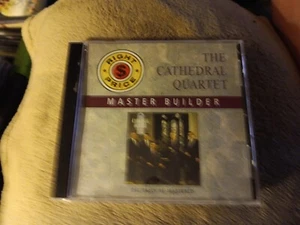 RIGHT
$
PRICE
THE
CATHEDRAL
QUARTET
MASTER BUILDER